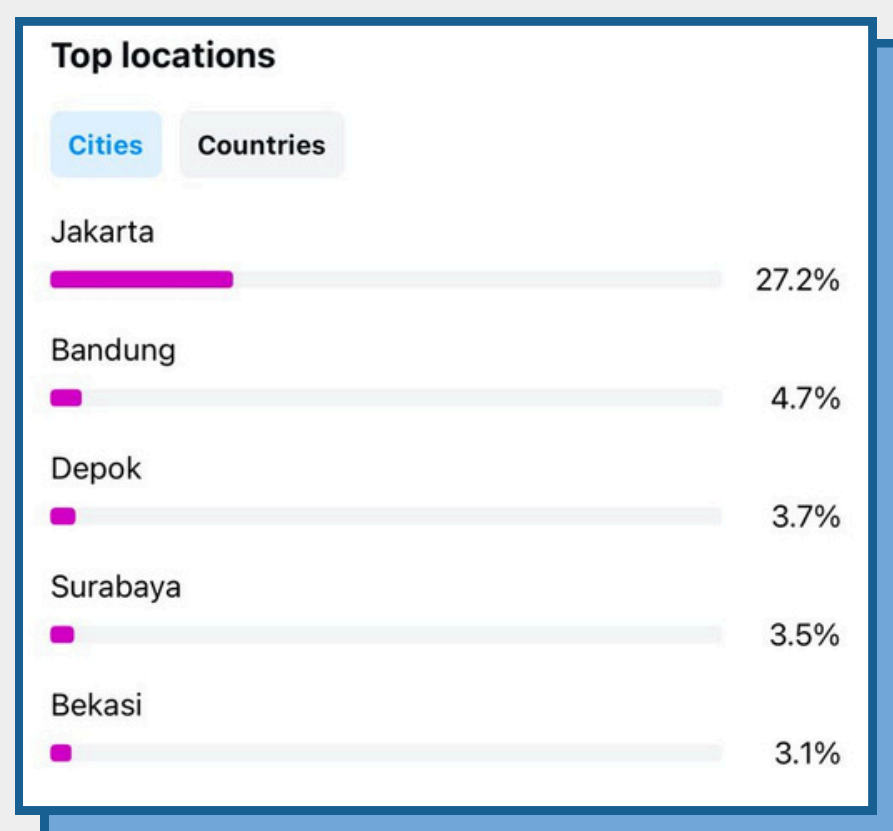 Top locations
Cities Countries
Jakarta
27.2%
Bandung
4.7%
Depok
3.7%
Surabaya
3.5%
Bekasi
3.1%